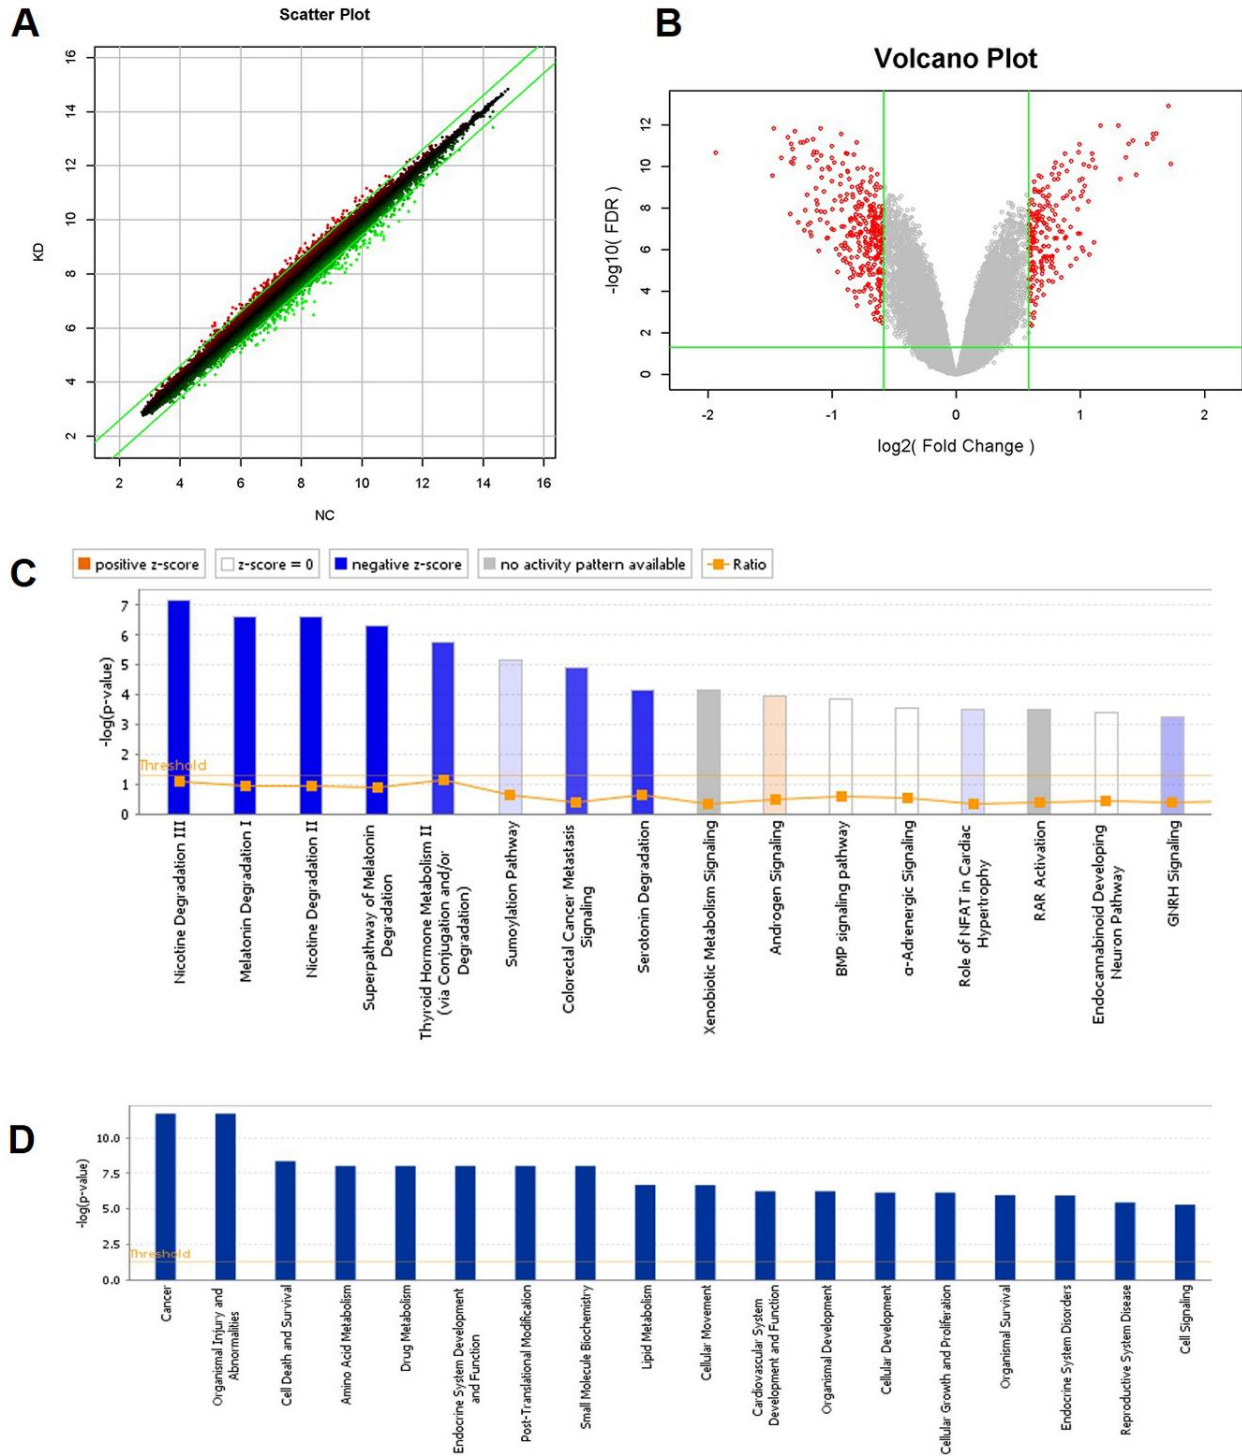 A
Scatter Plot
16
14
12
10
8
6
4
2
KD
2 4 6 8 10 12 14 16
NC
B
Volcano Plot
12
10
8
6
4
2
0
-log10( FDR )
-2 -1 0 1 2
log2( Fold Change )
C
positive z-score
z-score = 0
negative z-score
no activity pattern available
Ratio
7
6
5
4
3
2
1
0
-log(p-value)
Threshold
Nicotine Degradation III
Melatonin Degradation I
Nicotine Degradation II
Superpathway of Melatonin
Degradation
Thyroid Hormone Metabolism II
(via Conjugation and/or
Degradation)
Sumoylation Pathway
Colorectal Cancer Metastasis
Signaling
Serotonin Degradation
Xenobiotic Metabolism Signaling
Androgen Signaling
BMP signaling pathway
α-Adrenergic Signaling
Role of NFAT in Cardiac
Hypertrophy
RAR Activation
Endocannabinoid Developing
Neuron Pathway
GNRH Signaling
D
10.0
7.5
5.0
2.5
0.0
-log(p-value)
Threshold
Cancer
Organismal Injury and
Abnormalities
Cell Death and Survival
Amino Acid Metabolism
Drug Metabolism
Endocrine System Development
and Function
Post-Translational Modification
Small Molecule Biochemistry
Lipid Metabolism
Cellular Movement
Cardiovascular System
Development and Function
Organismal Development
Cellular Development
Cellular Growth and Proliferation
Organismal Survival
Endocrine System Disorders
Reproductive System Disease
Cell Signaling